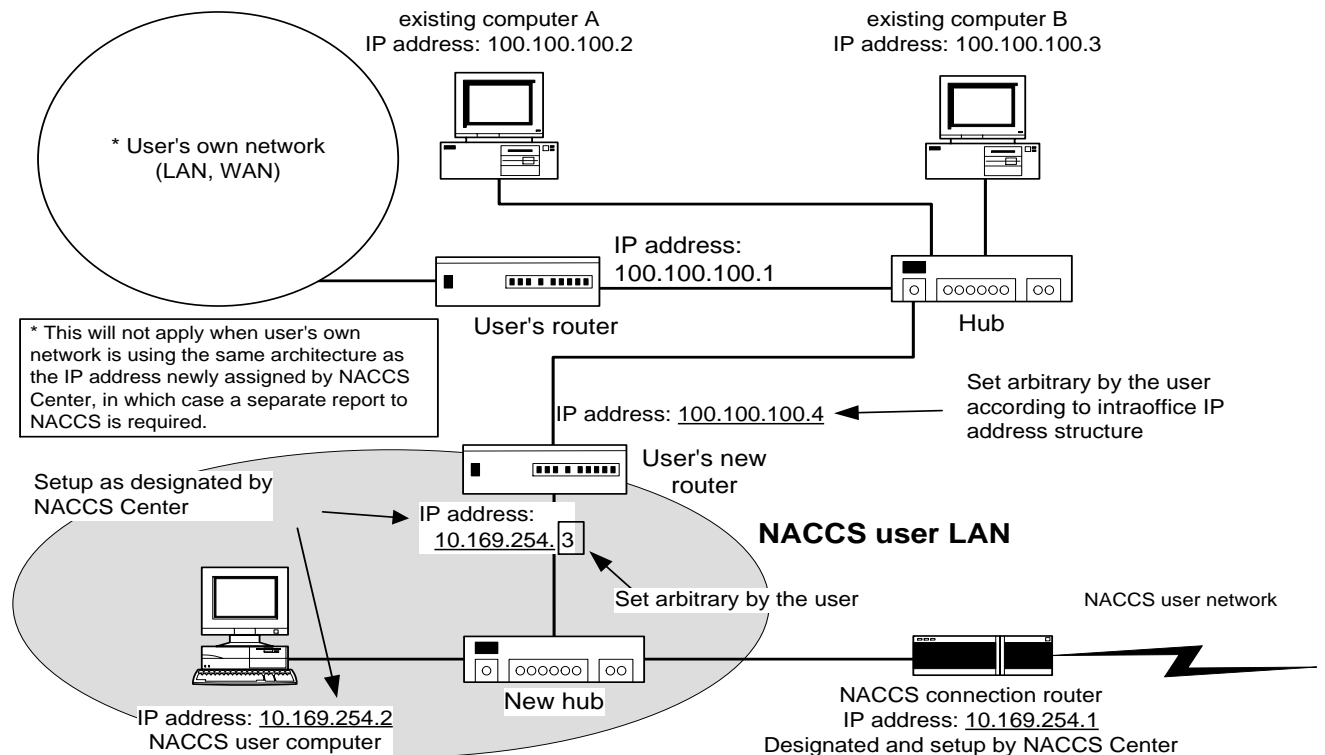 existing computer A
IP address: 100.100.100.2
existing computer B
IP address: 100.100.100.3
* User's own network
(LAN, WAN)
IP address:
100.100.100.1
User's router
Hub
* This will not apply when user's own
network is using the same architecture as
the IP address newly assigned by NACCS
Center, in which case a separate report to
NACCS is required.
IP address: 100.100.100.4
Set arbitrary by the user
according to intraoffice IP
address structure
User's new
router
Setup as designated by
NACCS Center
IP address:
10.169.254.3
NACCS user LAN
Set arbitrary by the user
NACCS user network
New hub
IP address: 10.169.254.2
NACCS user computer
NACCS connection router
IP address: 10.169.254.1
Designated and setup by NACCS Center